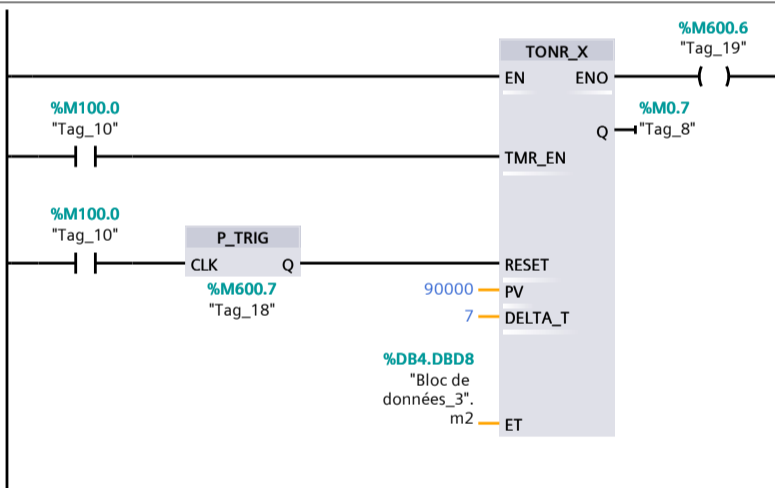 %M600.6
"Tag_19"
TONR_X
EN ENO
%M100.0
"Tag_10"
%M0.7
Q "Tag_8"
TMR_EN
%M100.0
"Tag_10"
P_TRIG
CLK Q
RESET
%M600.7
"Tag_18"
90000 PV
7 DELTA_T
%DB4.DBD8
"Bloc de
données_3".
m2 ET